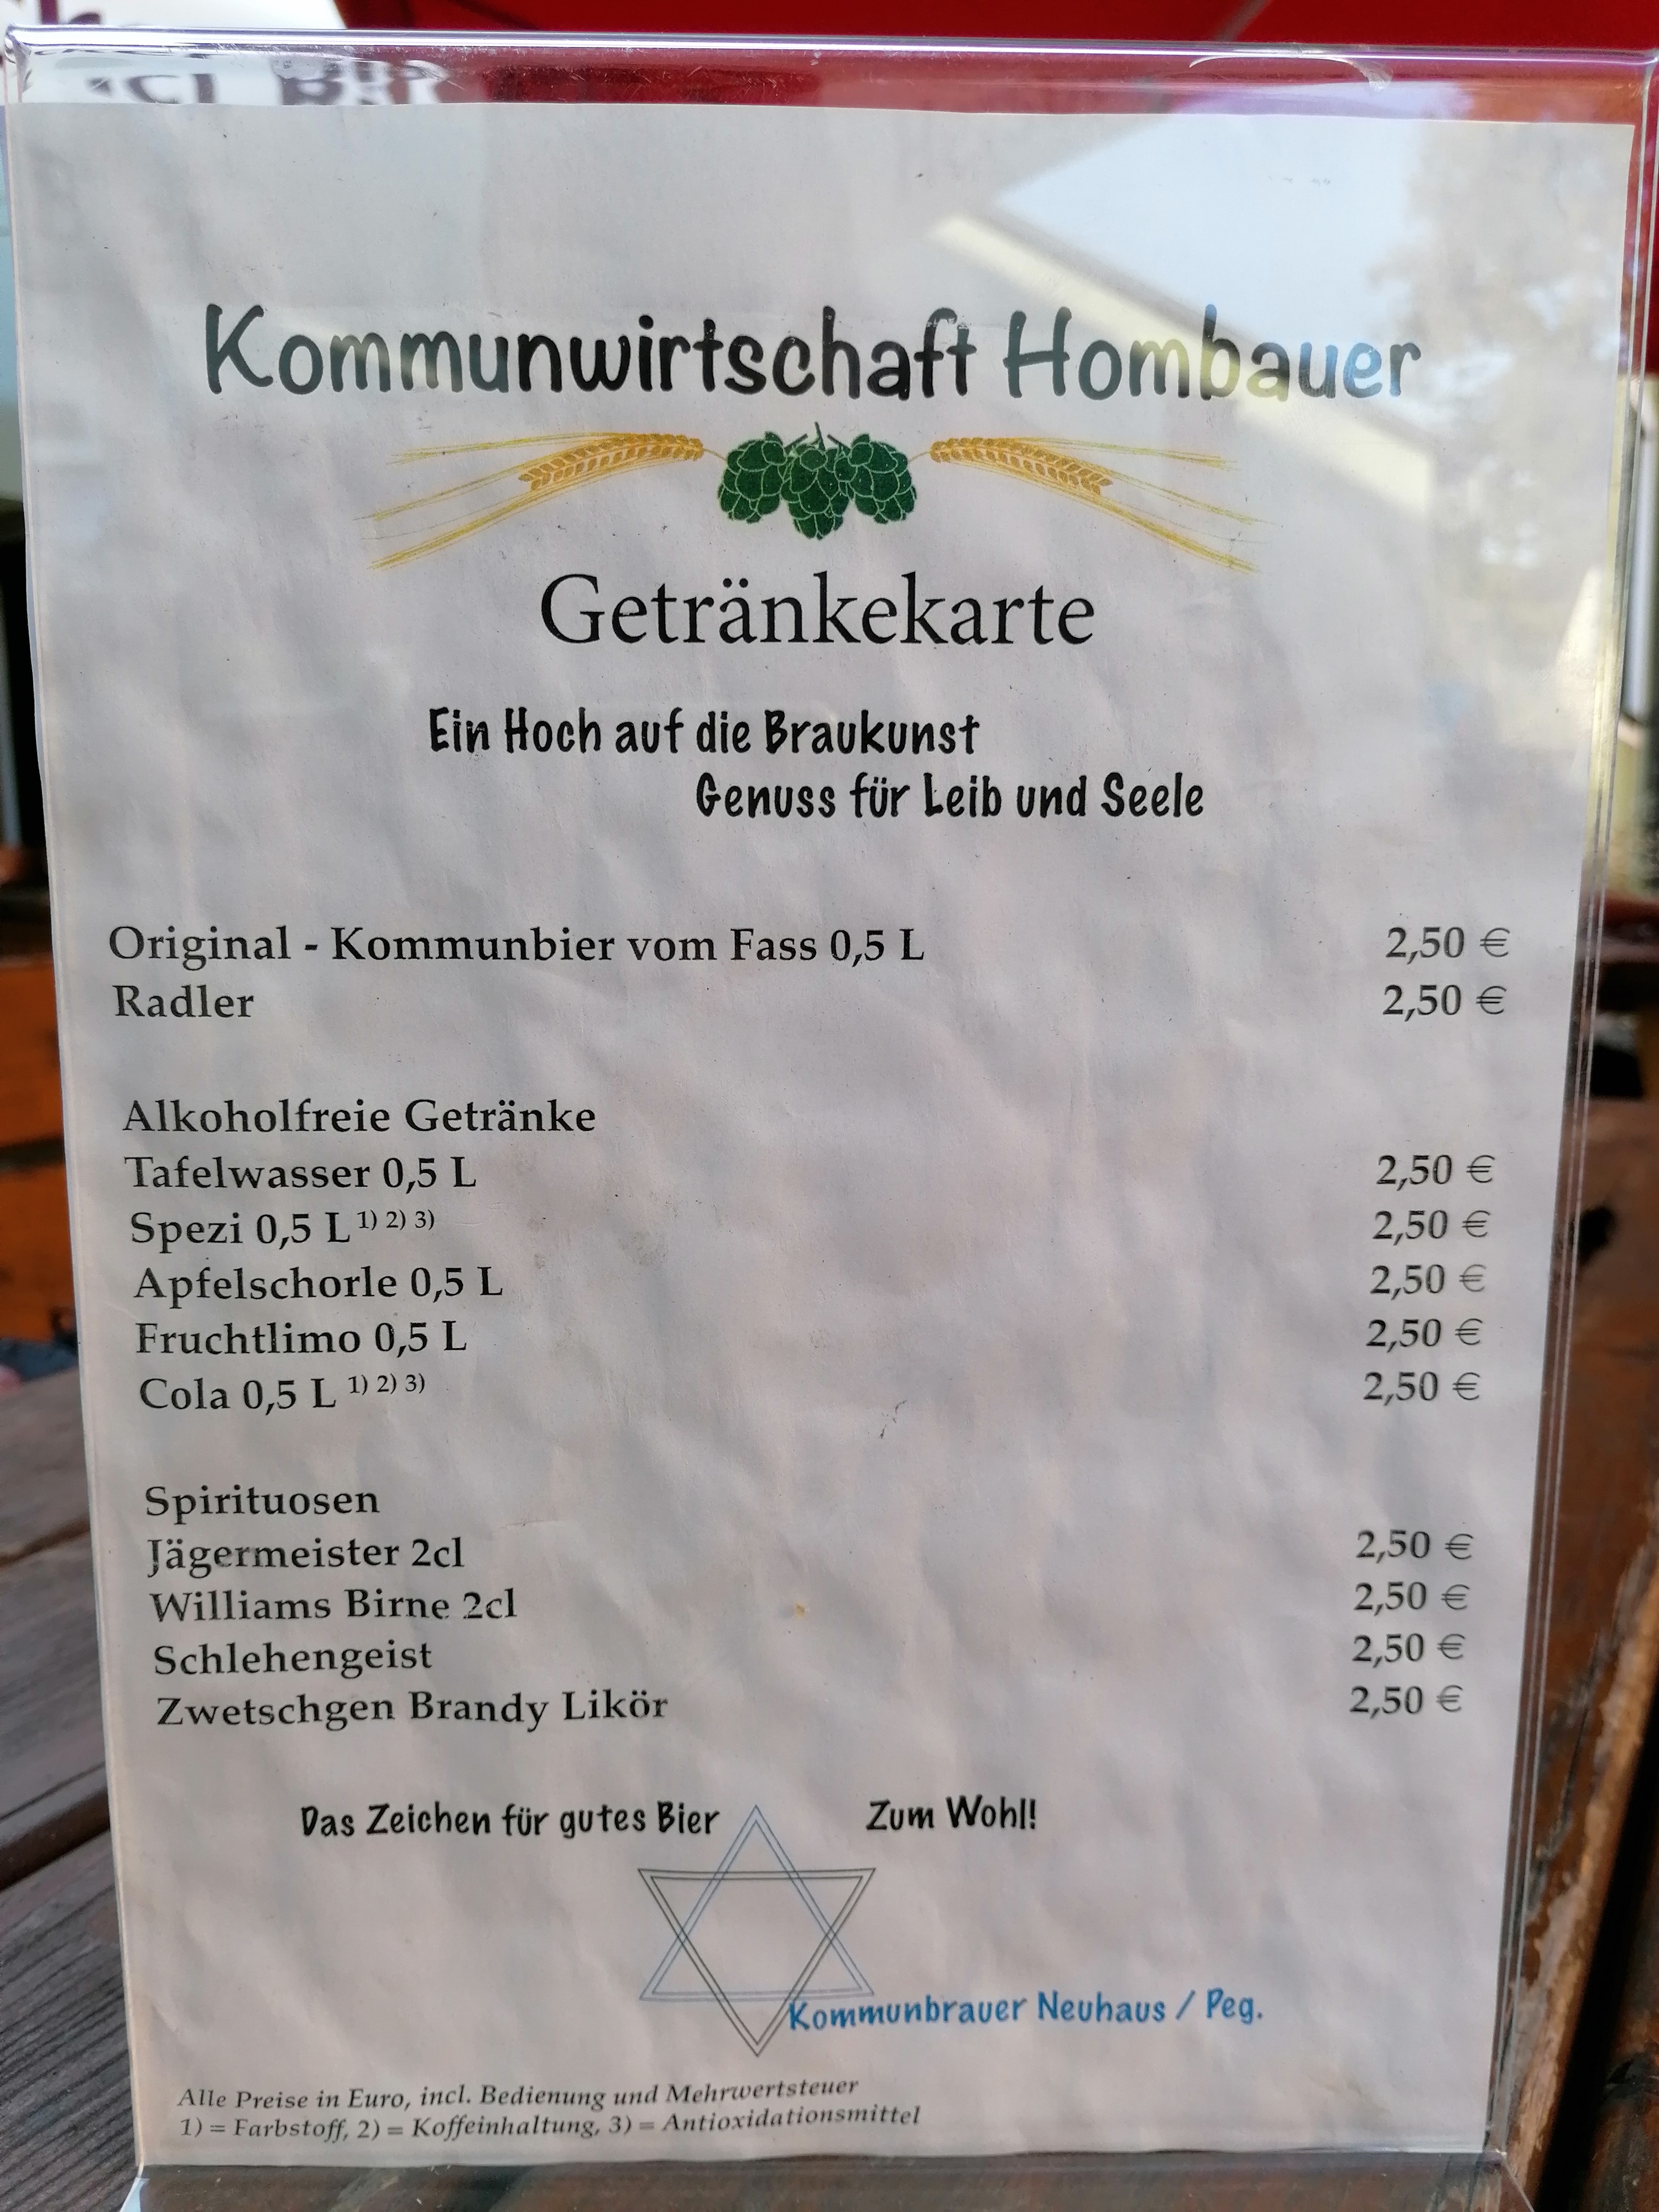 Kommunwirtschaft Hombauer
Getränkekarte
Ein Hoch auf die Braukunst
Genuss für Leib und Seele
Original - Kommunbier vom Fass 0,5 L 2,50 €
Radler 2,50 €
Alkoholfreie Getränke
Tafelwasser 0,5 L 2,50 €
Spezi 0,5 L 1) 2) 3) 2,50 €
Apfelschorle 0,5 L 2,50 €
Fruchtlimo 0,5 L 2,50 €
Cola 0,5 L 1) 2) 3) 2,50 €
Spirituosen
Jägermeister 2cl 2,50 €
Williams Birne 2cl 2,50 €
Schlehengeist 2,50 €
Zwetschgen Brandy Likör 2,50 €
Das Zeichen für gutes Bier Zum Wohl!
Kommunbrauer Neuhaus / Peg.
Alle Preise in Euro, incl. Bedienung und Mehrwertsteuer
1) = Farbstoff, 2) = Koffeinhaltung, 3) = Antioxidationsmittel